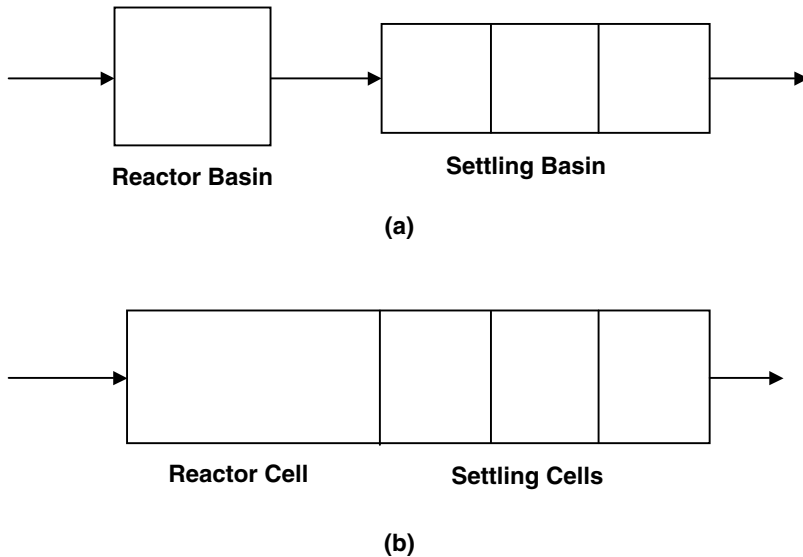 Reactor Basin
Settling Basin
(a)
Reactor Cell
Settling Cells
(b)